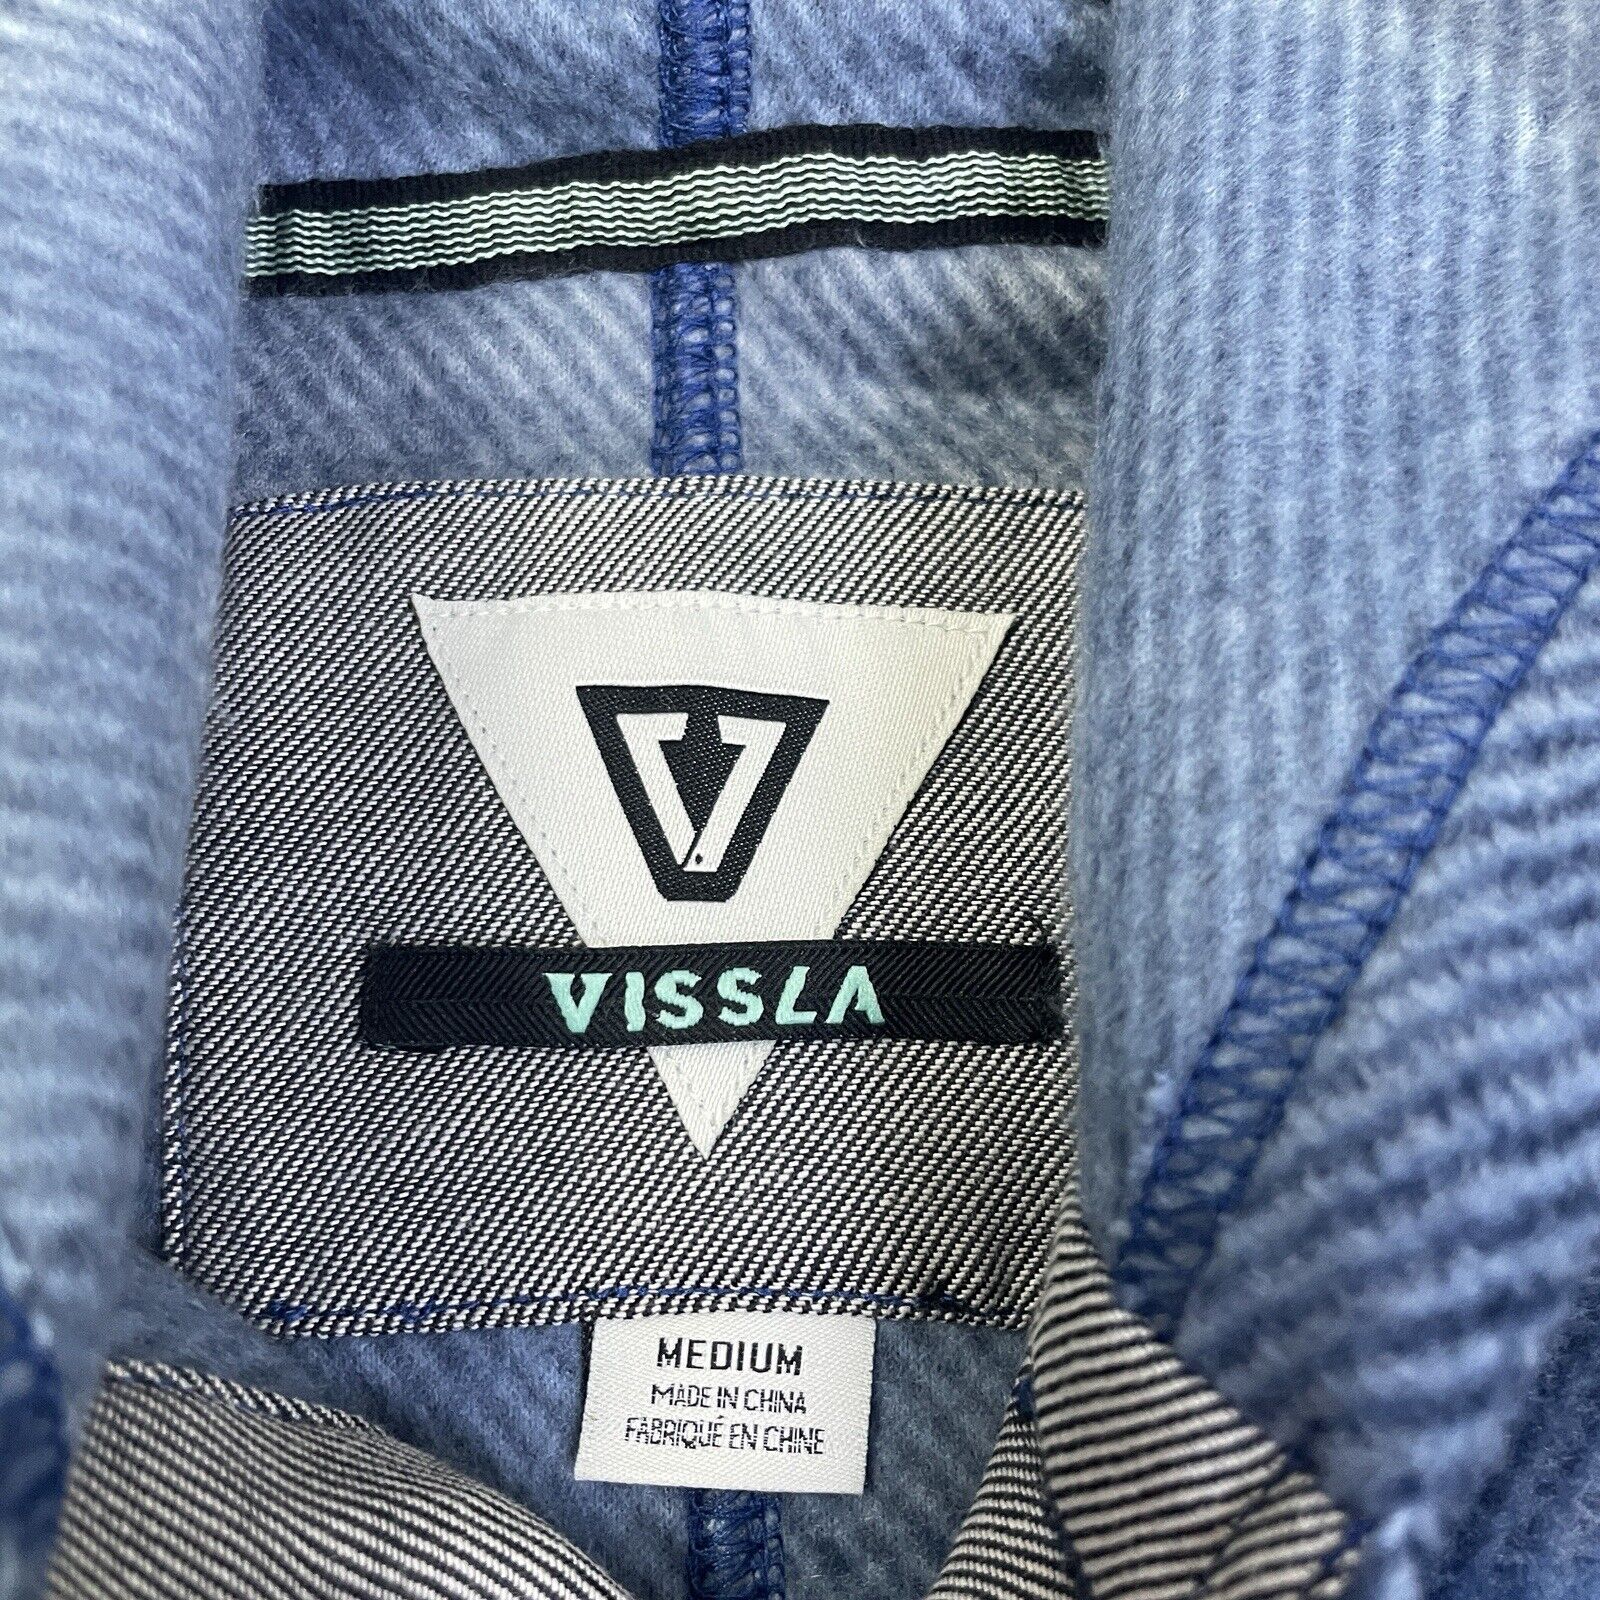 VISSLA
MEDIUM
MADE IN CHINA
FABRIQUÉ EN CHINE